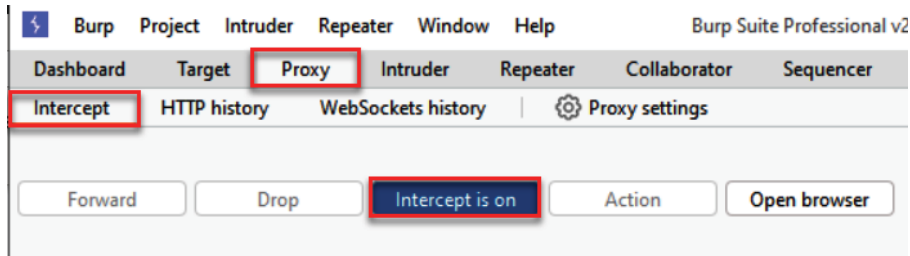 Burp Project Intruder Repeater Window Help Burp Suite Professional v2
Dashboard Target Proxy Intruder Repeater Collaborator Sequencer
Intercept HTTP history WebSockets history Proxy settings
Forward Drop Intercept is on Action Open browser